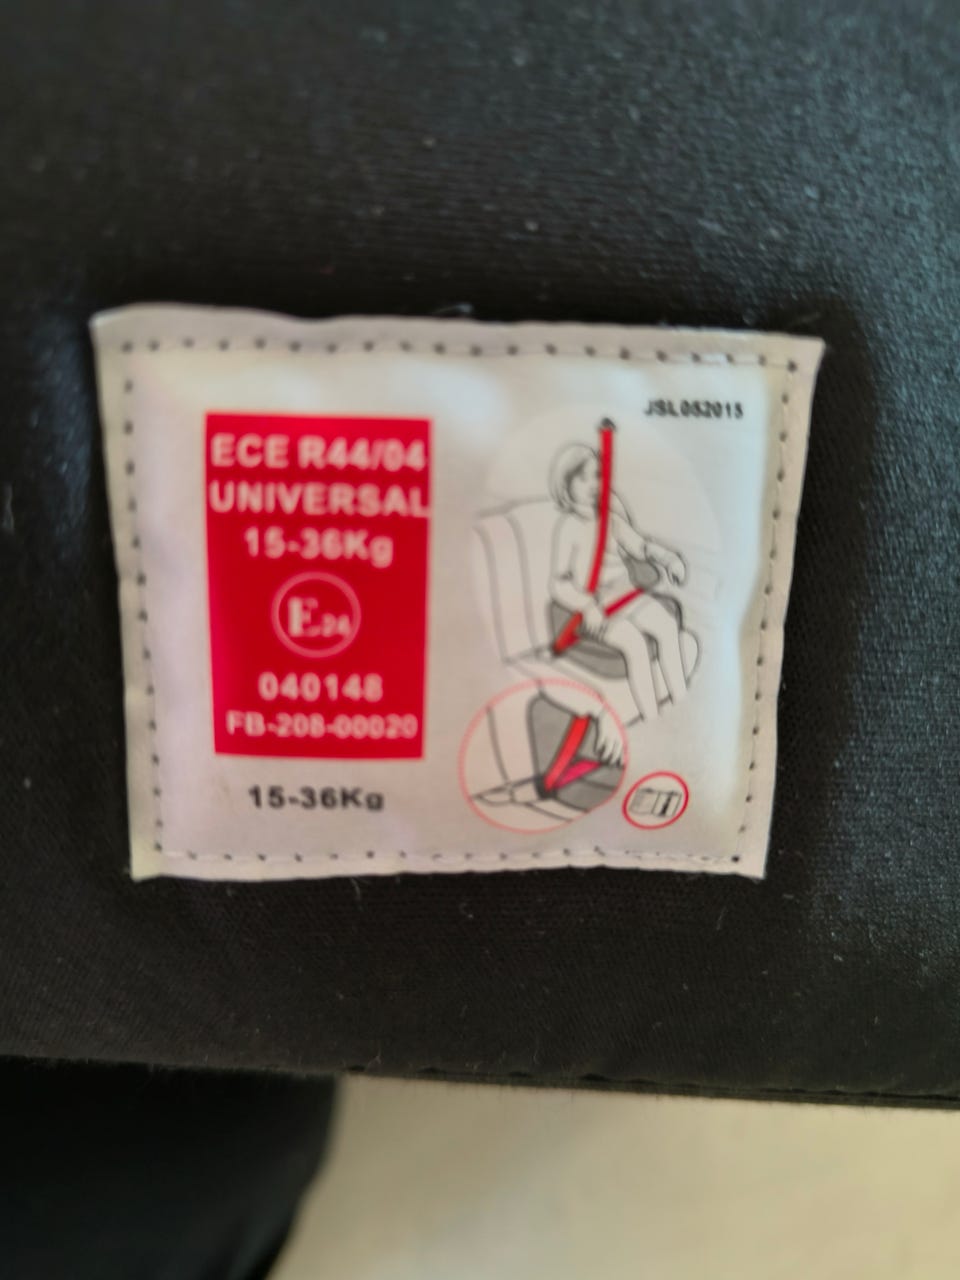 JSL052015
ECE R44/04
UNIVERSAL
15-36Kg
E24
040148
FB-208-00020
15-36Kg